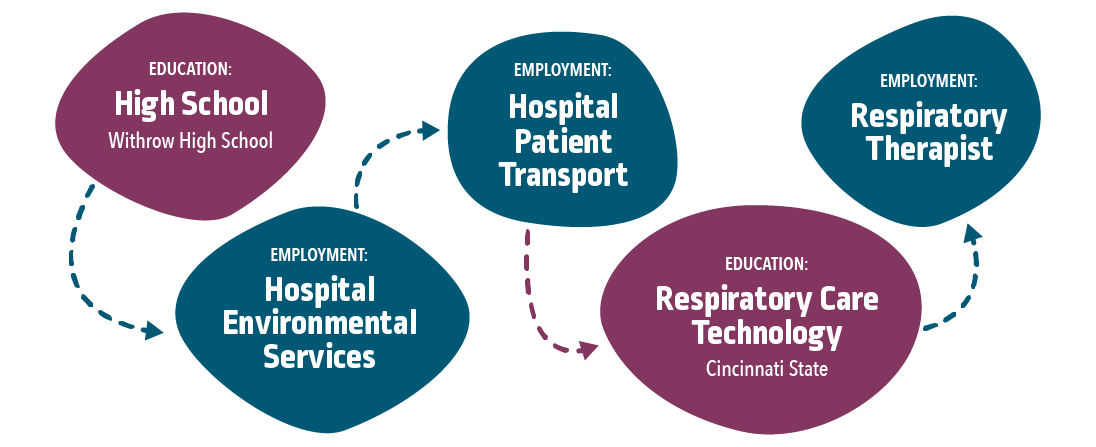 EDUCATION:
High School
Withrow High School
EMPLOYMENT:
Hospital
Environmental
Services
EMPLOYMENT:
Hospital
Patient
Transport
EDUCATION:
Respiratory Care
Technology
Cincinnati State
EMPLOYMENT:
Respiratory
Therapist